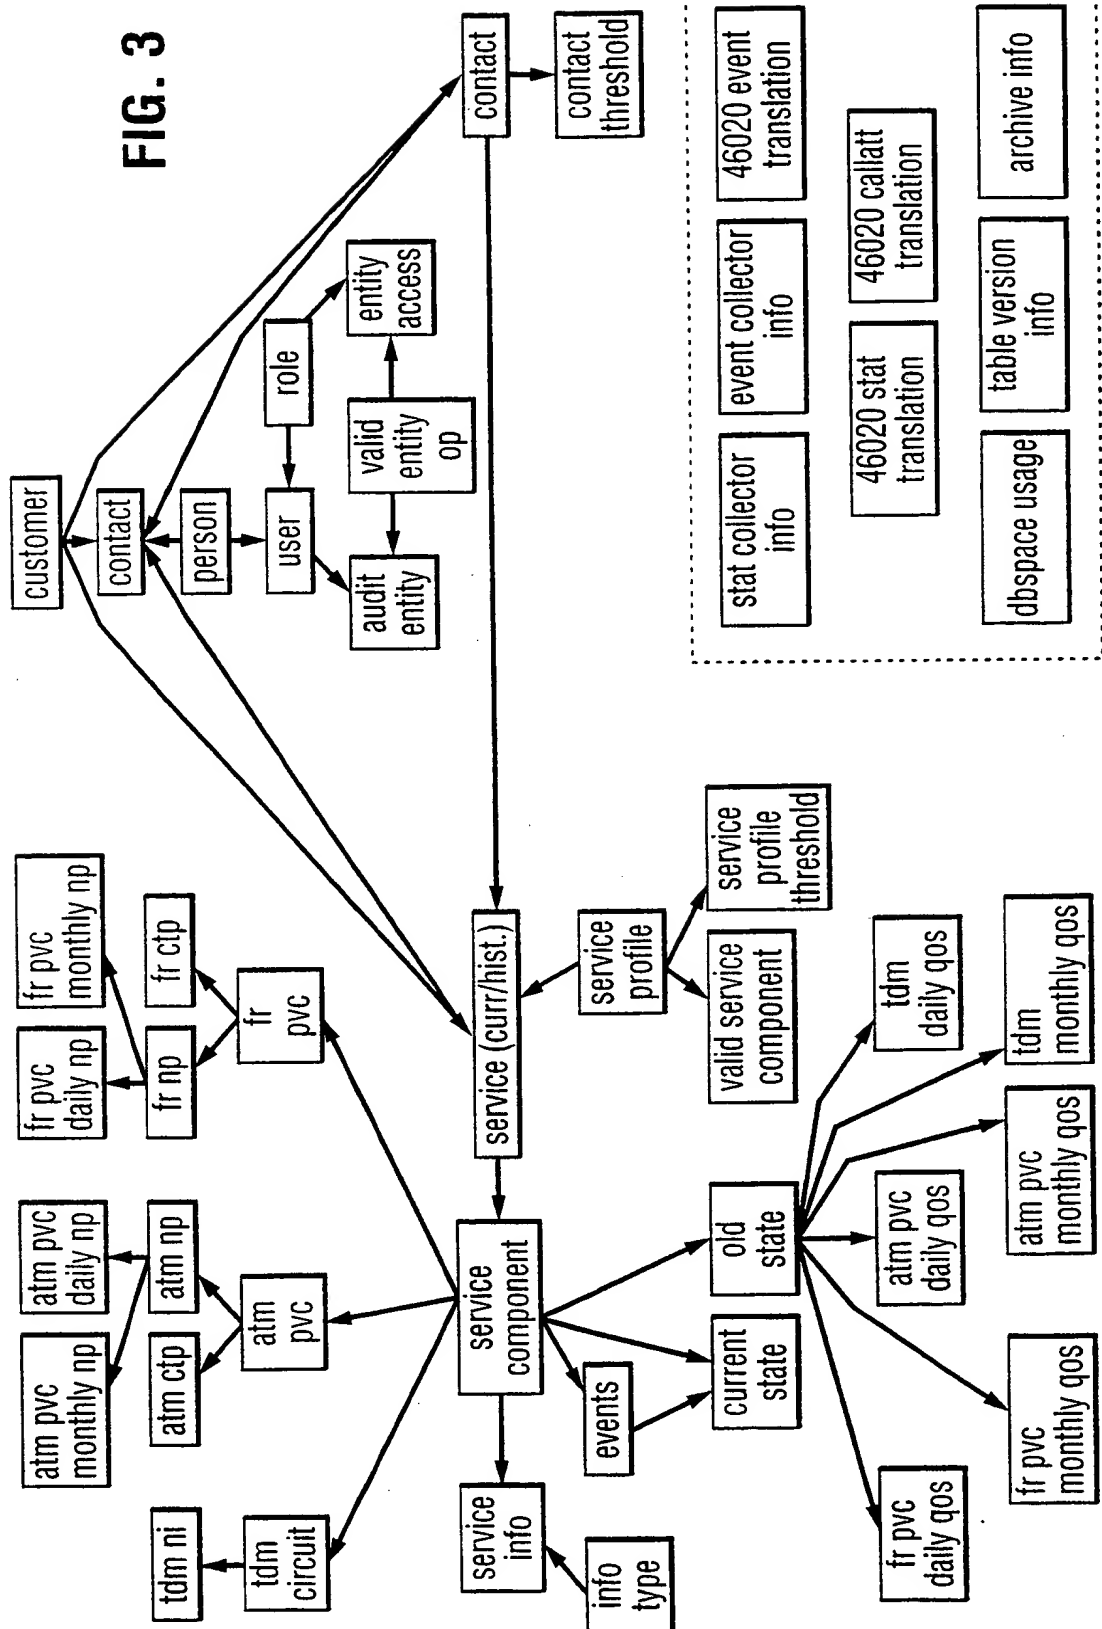 FIG. 3
tdm ni
tdm
circuit
atm pvc
monthly np
atm pvc
daily np
atm ctp
atm np
atm
pvc
fr pvc
daily np
fr pvc
monthly np
fr np
fr ctp
fr
pvc
customer
contact
person
user
role
audit
entity
valid
entity
op
entity
access
contact
contact
threshold
service
info
info
type
service
component
service (curr/hist.)
events
current
state
old
state
service
profile
valid service
component
service
profile
threshold
fr pvc
daily qos
fr pvc
monthly qos
atm pvc
daily qos
atm pvc
monthly qos
tdm
daily qos
tdm
monthly qos
stat collector
info
event collector
info
46020 event
translation
46020 stat
translation
46020 callatt
translation
dbspace usage
table version
info
archive info